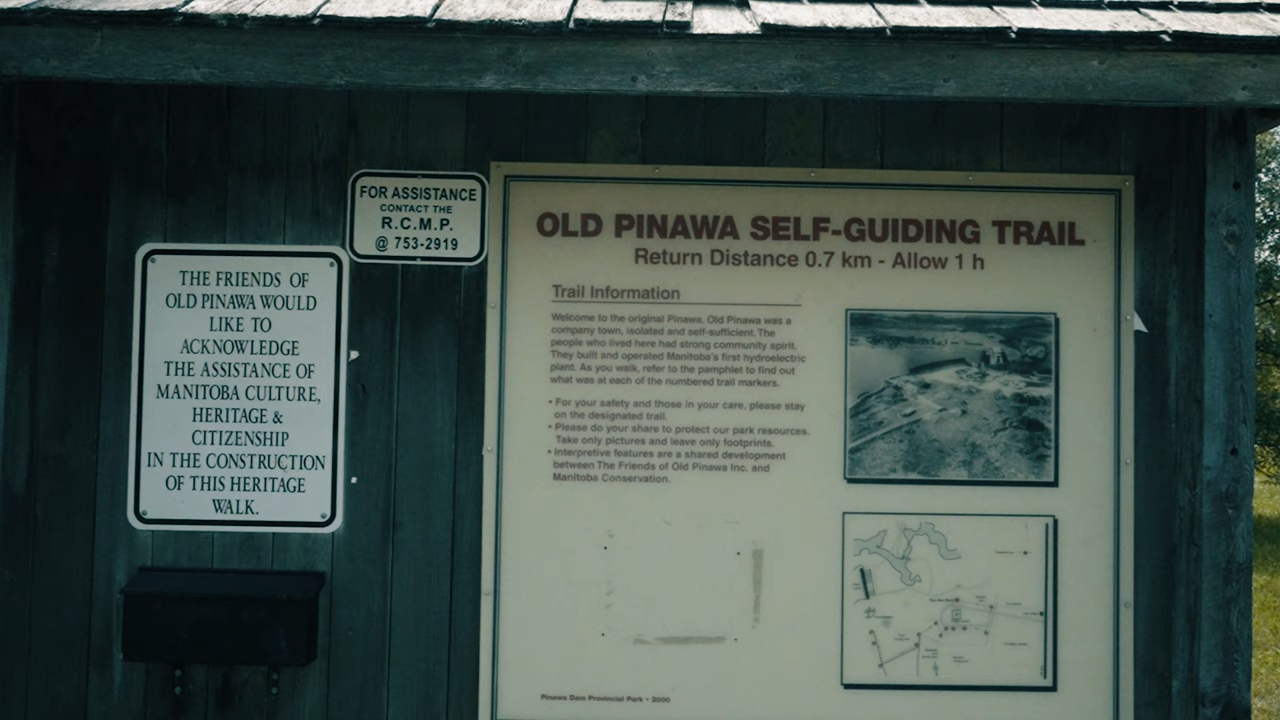 FOR ASSISTANCE
CONTACT THE
R.C.M.P.
@ 753-2919
THE FRIENDS OF
OLD PINAWA WOULD
LIKE TO
ACKNOWLEDGE
THE ASSISTANCE OF
MANITOBA CULTURE,
HERITAGE &
CITIZENSHIP
IN THE CONSTRUCTION
OF THIS HERITAGE
WALK.
OLD PINAWA SELF-GUIDING TRAIL
Return Distance 0.7 km - Allow 1 h
Trail Information
Welcome to the original Pinawa. Old Pinawa was a
company town, isolated and self-sufficient. The
people who lived here had strong community spirit.
They built and operated Manitoba's first hydroelectric
plant. As you walk, refer to the pamphlet to find out
what was at each of the numbered trail markers.
• For your safety and those in your care, please stay
on the designated trail.
• Please do your share to protect our park resources.
Take only pictures and leave only footprints.
• Interpretive features are a shared development
between The Friends of Old Pinawa Inc. and
Manitoba Conservation.
Pinawa Dam Provincial Park • 2000